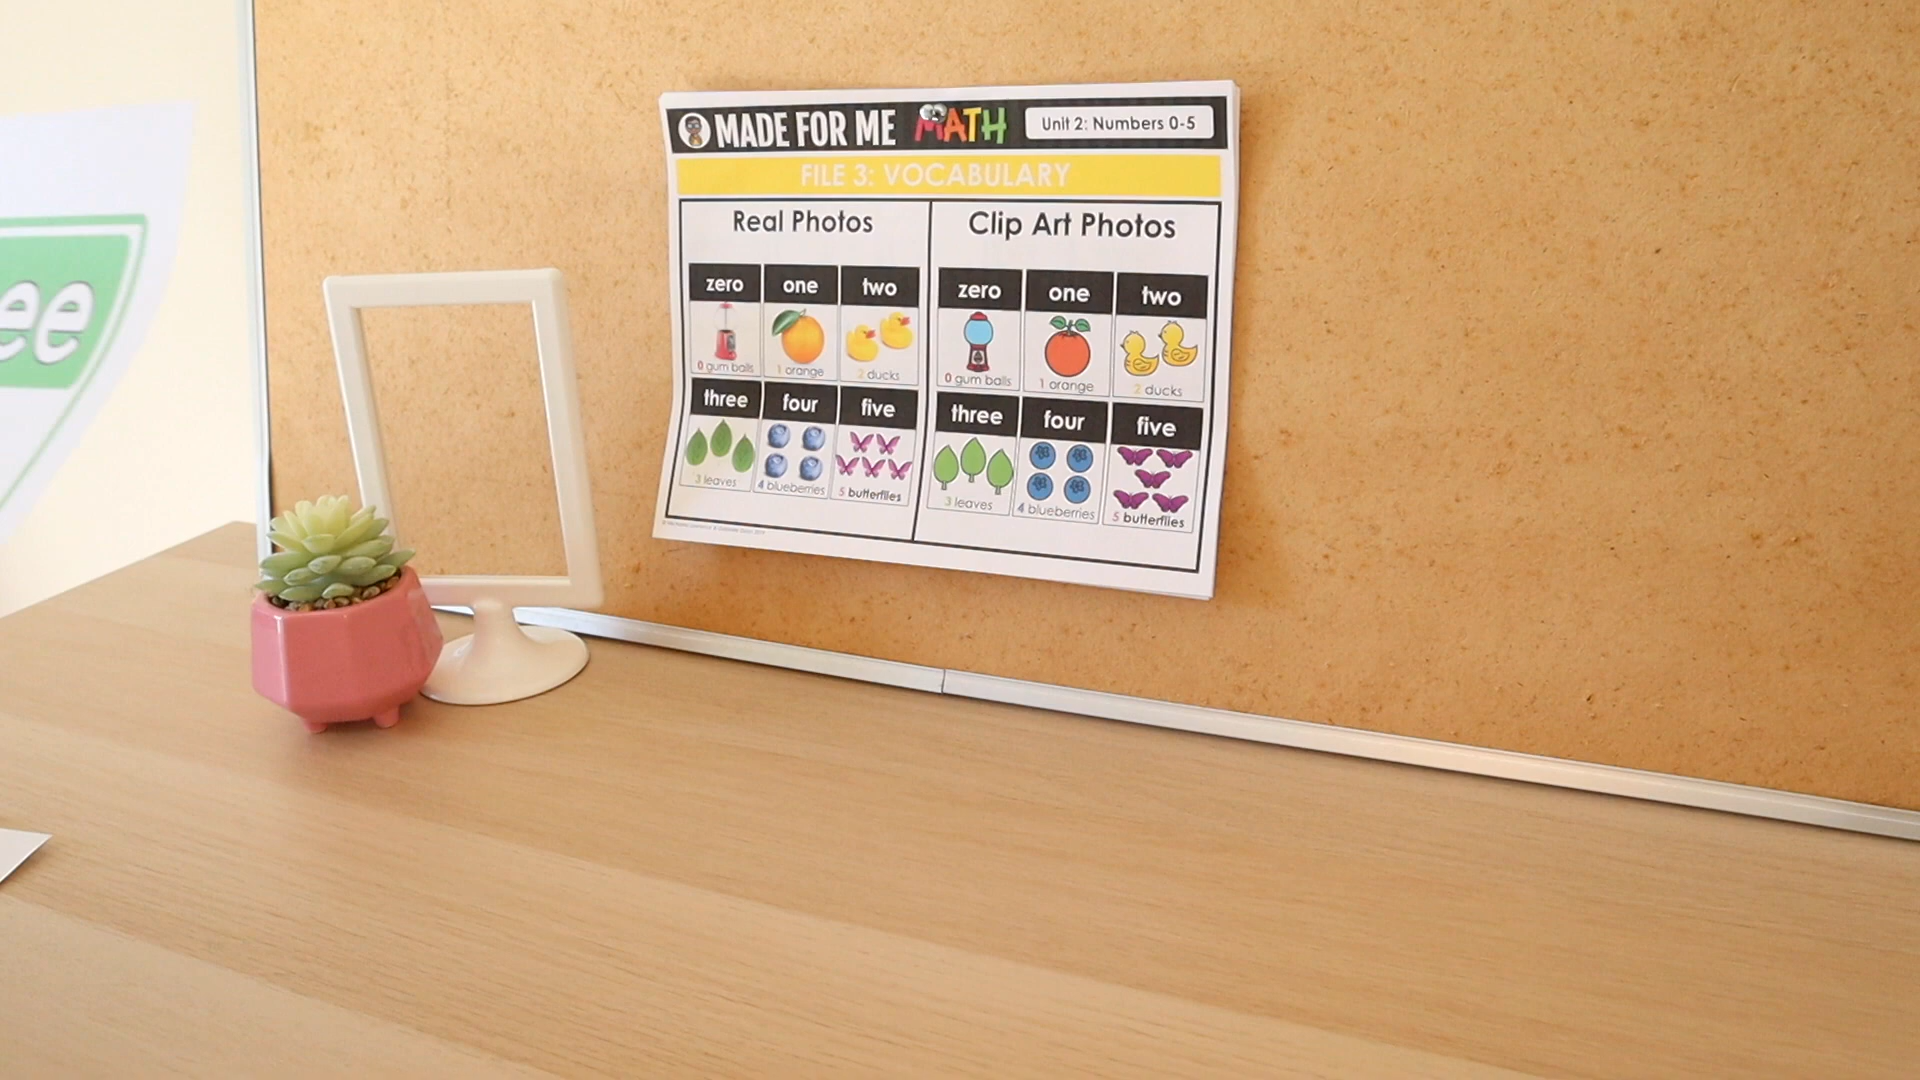 ee
MADE FOR ME MATH
Unit 2: Numbers 0-5
FILE 3: VOCABULARY
Real Photos
zero one two
0 gum balls 1 orange 2 ducks
three four five
3 leaves 4 blueberries 5 butterflies
Clip Art Photos
zero one two
0 gum balls 1 orange 2 ducks
three four five
3 leaves 4 blueberries 5 butterflies